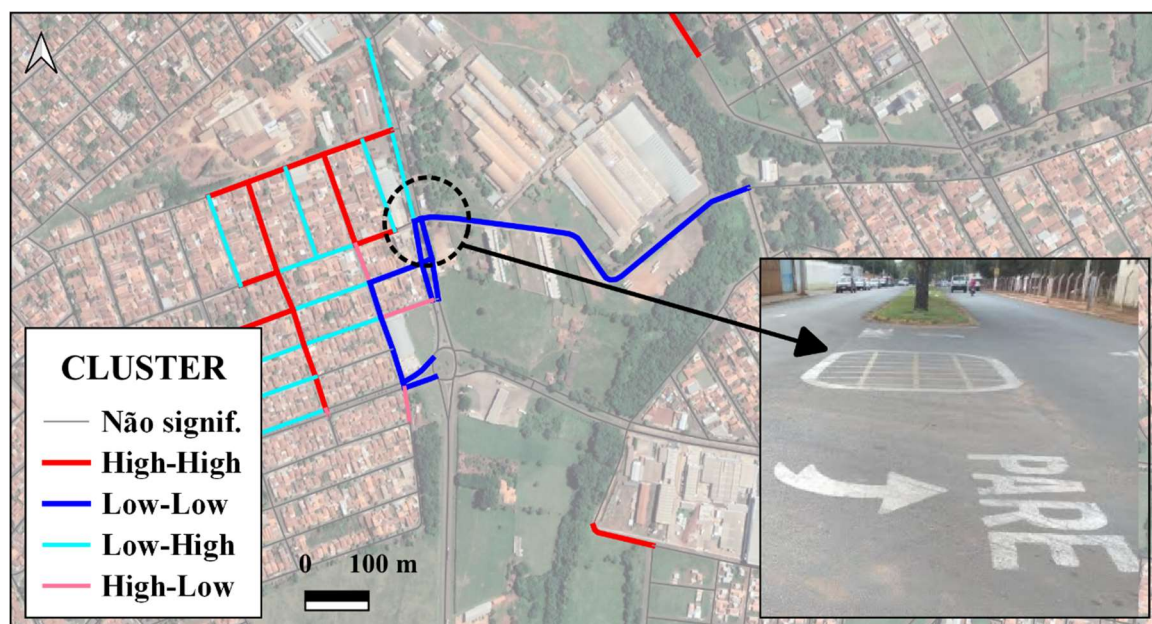 CLUSTER
Não signif.
High-High
Low-Low
Low-High
High-Low
0 100 m
PARE